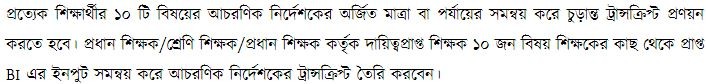 প্রত্যেক শিক্ষার্থীর ১০ টি বিষয়ের আচরণিক নির্দেশকের অর্জিত মাত্রা বা পর্যায়ের সমন্বয় করে চুড়ান্ত ট্রান্সক্রিপ্ট প্রণয়ন
করতে হবে। প্রধান শিক্ষক/শ্রেণি শিক্ষক/প্রধান শিক্ষক কর্তৃক দায়িত্বপ্রাপ্ত শিক্ষক ১০ জন বিষয় শিক্ষকের কাছ থেকে প্রাপ্ত
BI এর ইনপুট সমন্বয় করে আচরণিক নির্দেশকের ট্রান্সক্রিপ্ট তৈরি করবেন।